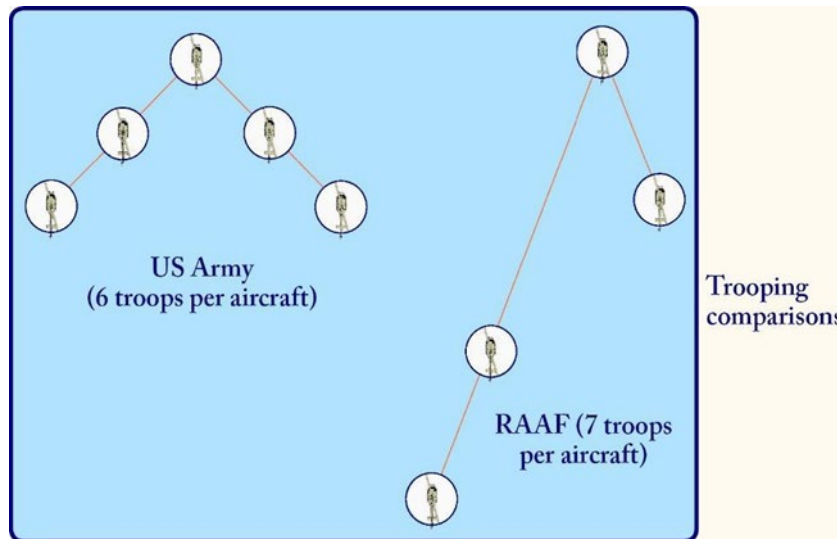 US Army
(6 troops per aircraft)
RAAF (7 troops
per aircraft)
Trooping
comparisons